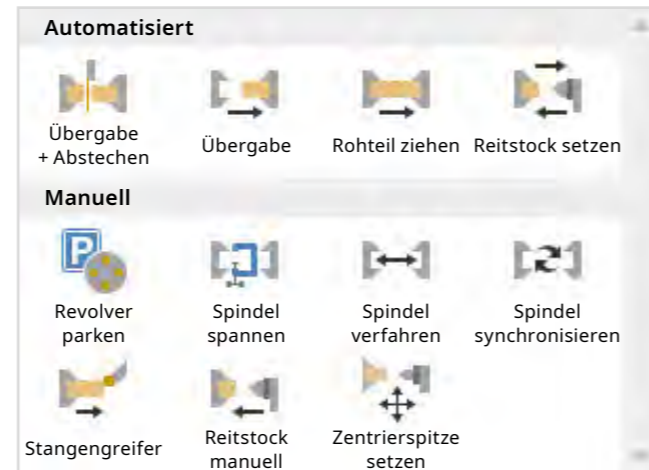 Automatisiert
Übergabe
+ Abstechen
Übergabe
Rohteil ziehen
Reitstock setzen
Manuell
P
Revolver
parken
Spindel
spannen
Spindel
verfahren
Spindel
synchronisieren
Stangengreifer
Reitstock
manuell
Zentrierspitze
setzen